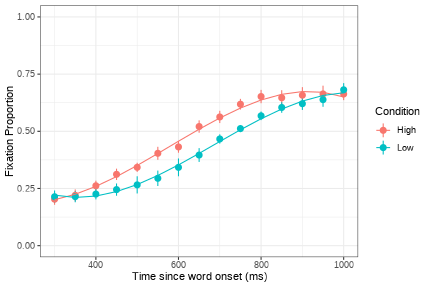 1.00
0.75
0.50
0.25
0.00
Fixation Proportion
400
600
800
1000
Time since word onset (ms)
Condition
High
Low